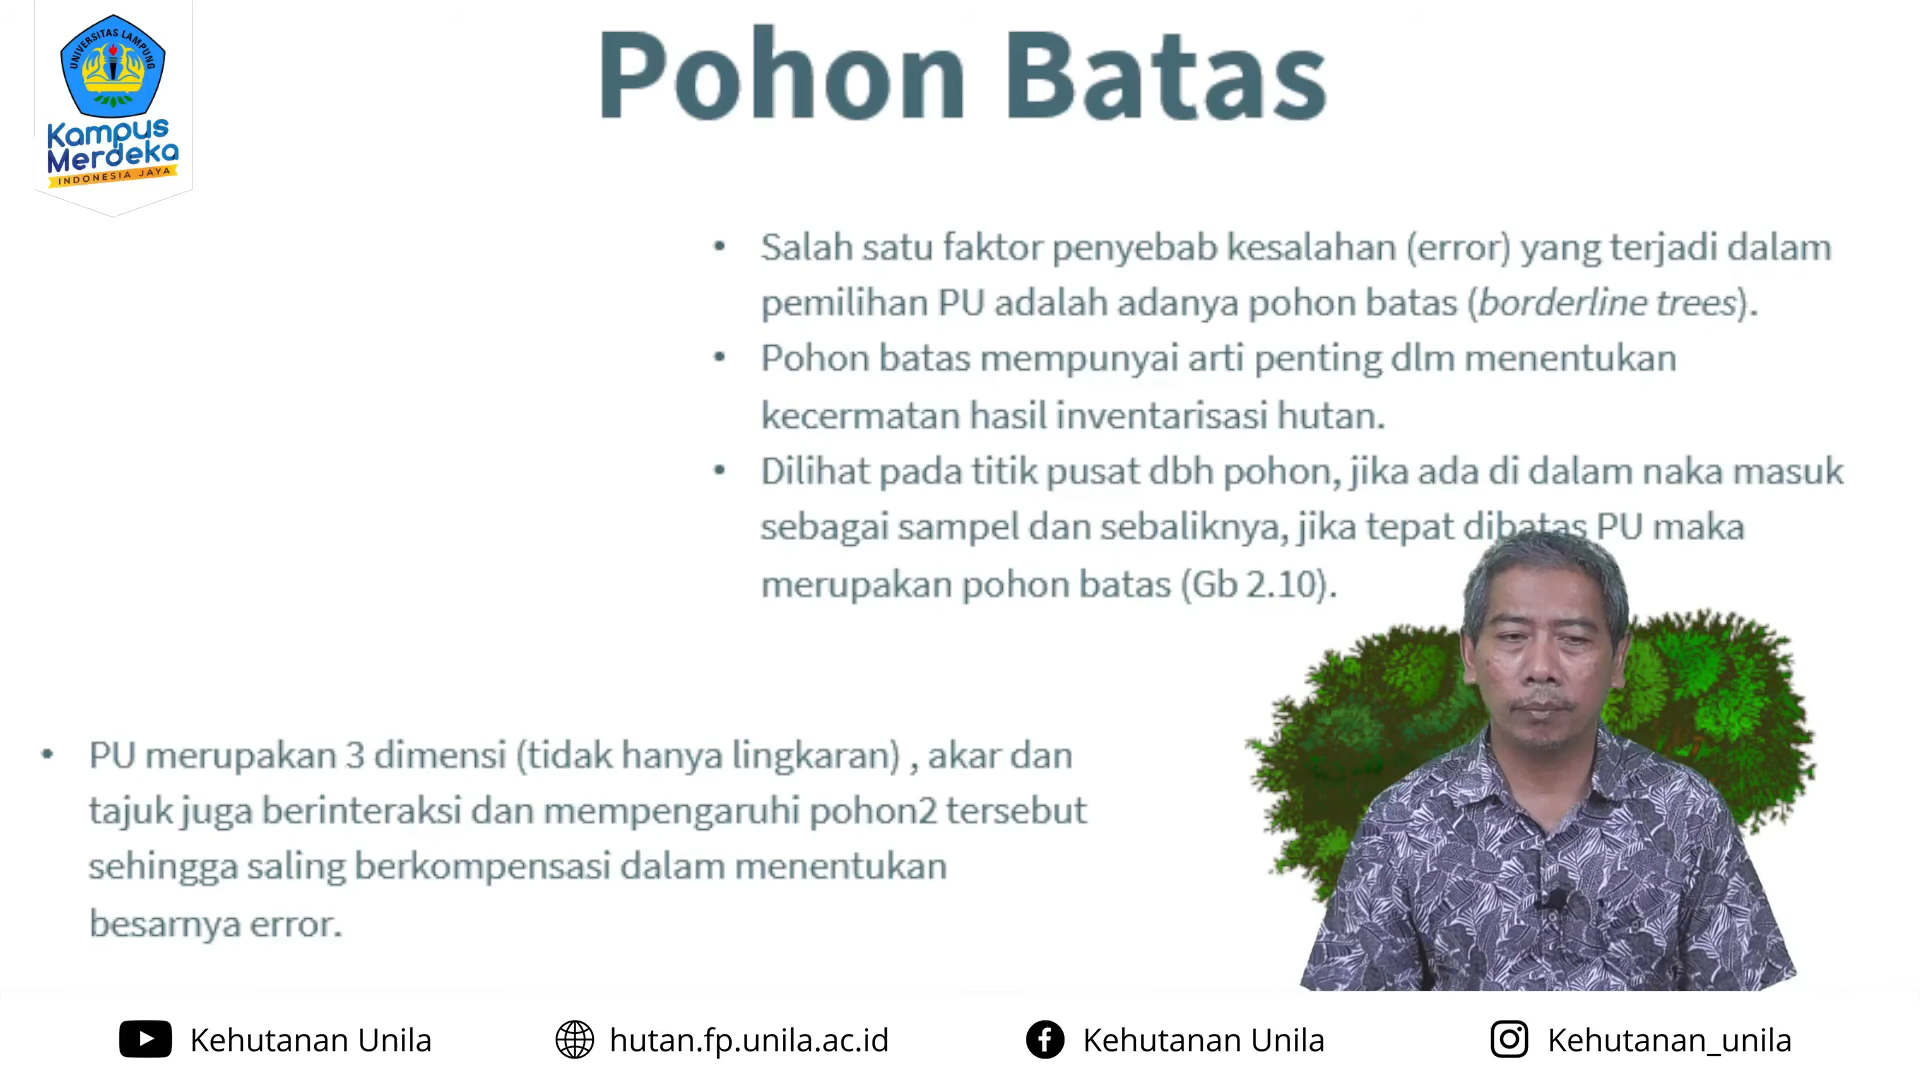 UNIVERSITAS LAMPUNG
Kampus
Merdeka
INDONESIA JAYA
Pohon Batas
• Salah satu faktor penyebab kesalahan (error) yang terjadi dalam
pemilihan PU adalah adanya pohon batas (borderline trees).
• Pohon batas mempunyai arti penting dlm menentukan
kecermatan hasil inventarisasi hutan.
• Dilihat pada titik pusat dbh pohon, jika ada di dalam naka masuk
sebagai sampel dan sebaliknya, jika tepat dibatas PU maka
merupakan pohon batas (Gb 2.10).
• PU merupakan 3 dimensi (tidak hanya lingkaran) , akar dan
tajuk juga berinteraksi dan mempengaruhi pohon2 tersebut
sehingga saling berkompensasi dalam menentukan
besarnya error.
Kehutanan Unila
hutan.fp.unila.ac.id
Kehutanan Unila
Kehutanan_unila